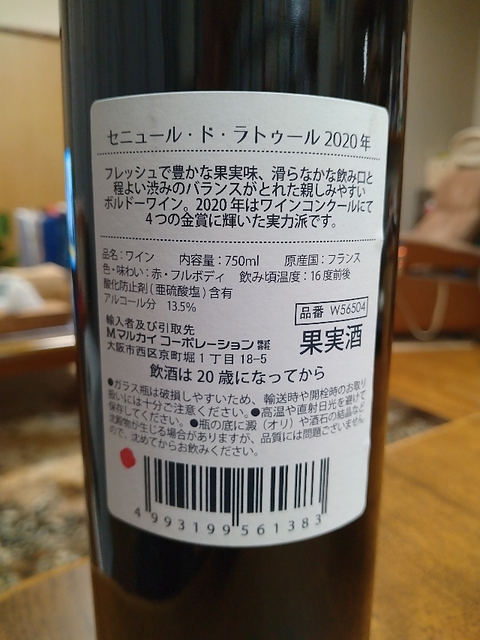 セニュール・ド・ラトゥール 2020年
フレッシュで豊かな果実味、滑らかな飲み口と
程よい渋みのバランスがとれた親しみやすい
ボルドーワイン。2020年はワインコンクールにて
4つの金賞に輝いた実力派です。
品名：ワイン 内容量：750ml 原産国：フランス
色・味わい：赤・フルボディ 飲み頃温度：16度前後
酸化防止剤(亜硫酸塩)含有
アルコール分 13.5%
品番 W56504
輸入者及び引取先
Mマルカイコーポレーション株式会社
大阪市西区京町堀1丁目18-5
果実酒
飲酒は20歳になってから
●ガラス瓶は破損しやすいため、輸送時や開栓時のお取り
扱いには十分ご注意ください。●高温や直射日光を避けて
保存してください。●瓶の底に澱（オリ）や酒石の結晶など
沈殿物が生じる場合がありますが、品質には問題ございません
ので、沈めてからお飲みください。
4993199561383